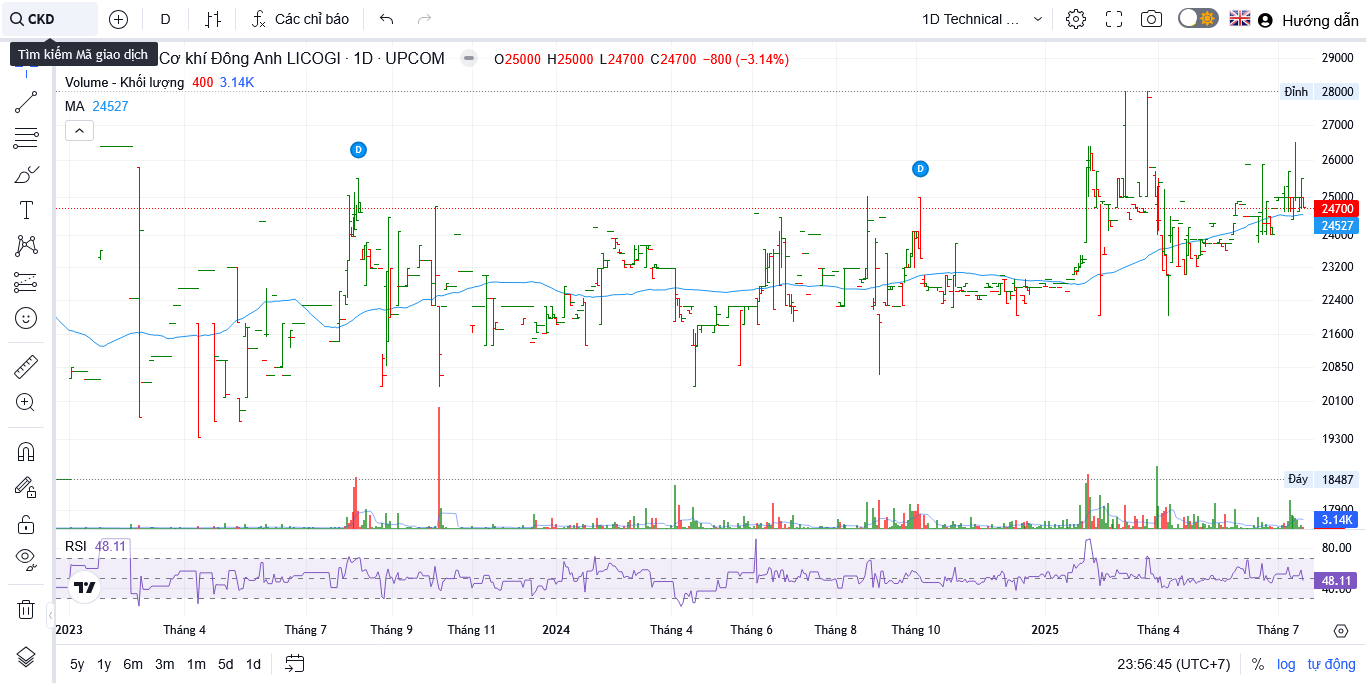 CKD
D
Các chỉ báo
1D Technical ...
Hướng dẫn
Tìm kiếm Mã giao dịch
Cơ khí Đông Anh LICOGI · 1D · UPCOM
O25000 H25000 L24700 C24700 −800 (−3.14%)
Volume - Khối lượng 400 3.14K
MA 24527
D
D
29000
Đỉnh 28000
27000
26000
25000
24700
24527
24000
23200
22400
21600
20850
20100
19300
Đáy 18487
17900
3.14K
RSI 48.11
80.00
48.11
40.00
2023 Tháng 4 Tháng 7 Tháng 9 Tháng 11 2024 Tháng 4 Tháng 6 Tháng 8 Tháng 10 2025 Tháng 4 Tháng 7
5y 1y 6m 3m 1m 5d 1d
23:56:45 (UTC+7) % log tự động